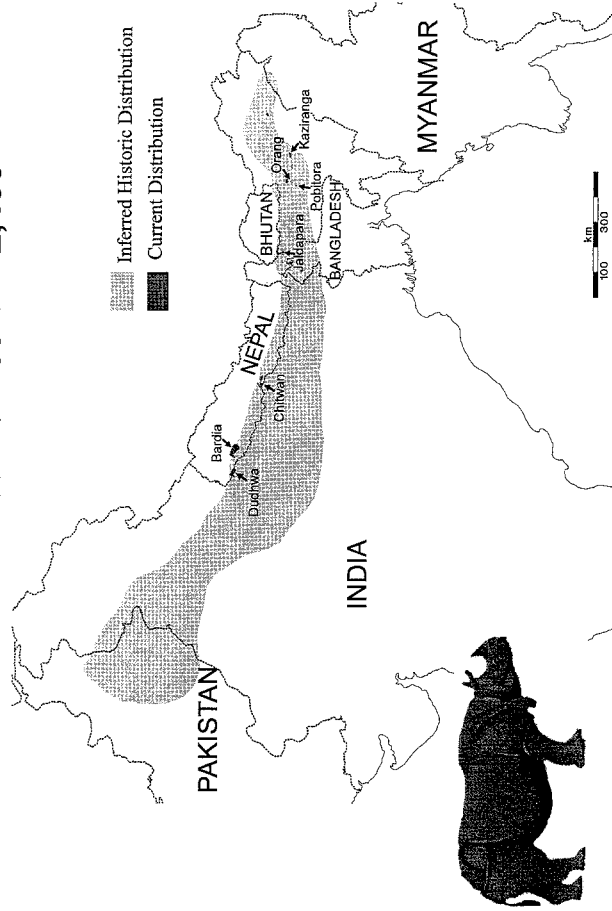 Inferred Historic Distribution
Current Distribution
PAKISTAN
INDIA
NEPAL
BHUTAN
BANGLADESH
MYANMAR
Bardia
Dudhwa
Chitwan
Jaldapara
Orang
Kaziranga
Pobitora
km
100 300